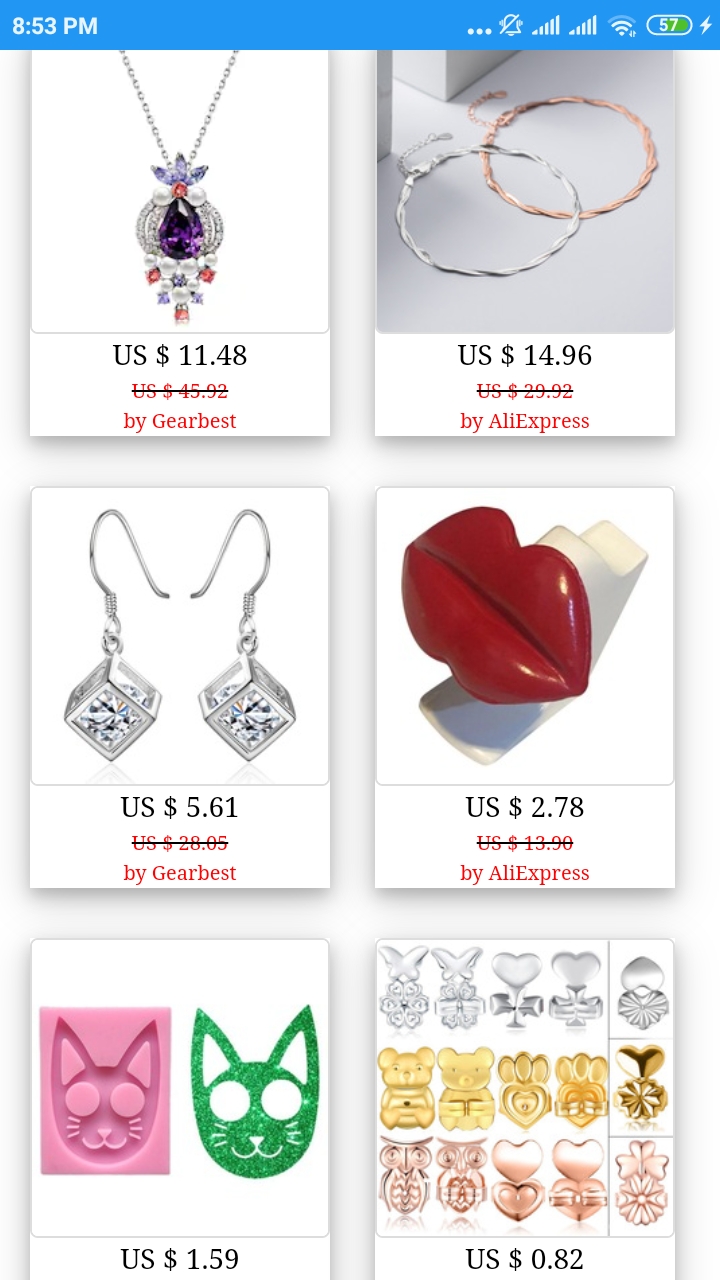 8:53 PM
57
US $ 11.48
US $ 45.92
by Gearbest
US $ 14.96
US $ 29.92
by AliExpress
US $ 5.61
US $ 28.05
by Gearbest
US $ 2.78
US $ 13.90
by AliExpress
US $ 1.59
US $ 0.82